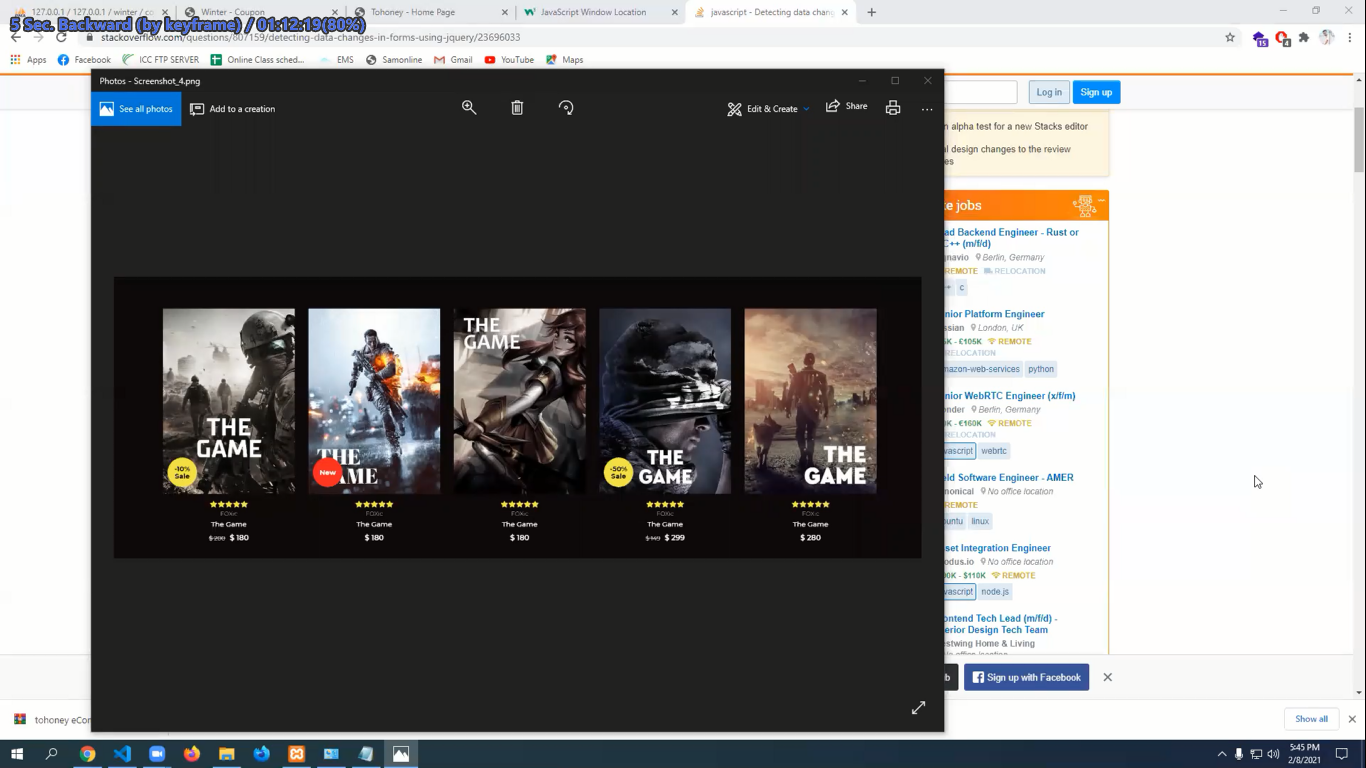 127.0.0.1 / 127.0.0.1 / winter / co
Winter - Coupon
Tohoney - Home Page
JavaScript Window Location
javascript - Detecting data chan
5 Sec. Backward (by keyframe) / 01:12:19(80%)
stackoverflow.com/questions/807159/detecting-data-changes-in-forms-using-jquery/23696033
15
4
Apps
Facebook
ICC FTP SERVER
Online Class sched...
EMS
Samonline
Gmail
YouTube
Maps
Photos - Screenshot_4.png
See all photos
Add to a creation
Edit & Create
Share
Log in
Sign up
n alpha test for a new Stacks editor
al design changes to the review
es
e jobs
ad Backend Engineer - Rust or
C++ (m/f/d)
gnavio
Berlin, Germany
REMOTE
RELOCATION
c
nior Platform Engineer
ssian
London, UK
K - £105K
REMOTE
RELOCATION
mazon-web-services
python
nior WebRTC Engineer (x/f/m)
nder
Berlin, Germany
K - €160K
REMOTE
RELOCATION
vascript
webrtc
eld Software Engineer - AMER
nonical
No office location
REMOTE
untu
linux
set Integration Engineer
odus.io
No office location
0K - $110K
REMOTE
vascript
node.js
ontend Tech Lead (m/f/d) -
erior Design Tech Team
estwing Home & Living
b
Sign up with Facebook
THE
GAME
-10%
Sale
THE
GAME
New
THE
GAME
-50%
Sale
THE
GAME
THE
GAME
FOXic
FOXic
FOXic
FOXic
FOXic
The Game
The Game
The Game
The Game
The Game
$ 200 $ 180
$ 180
$ 180
$ 149 $ 299
$ 280
tohoney eCor
Show all
5:45 PM
2/8/2021